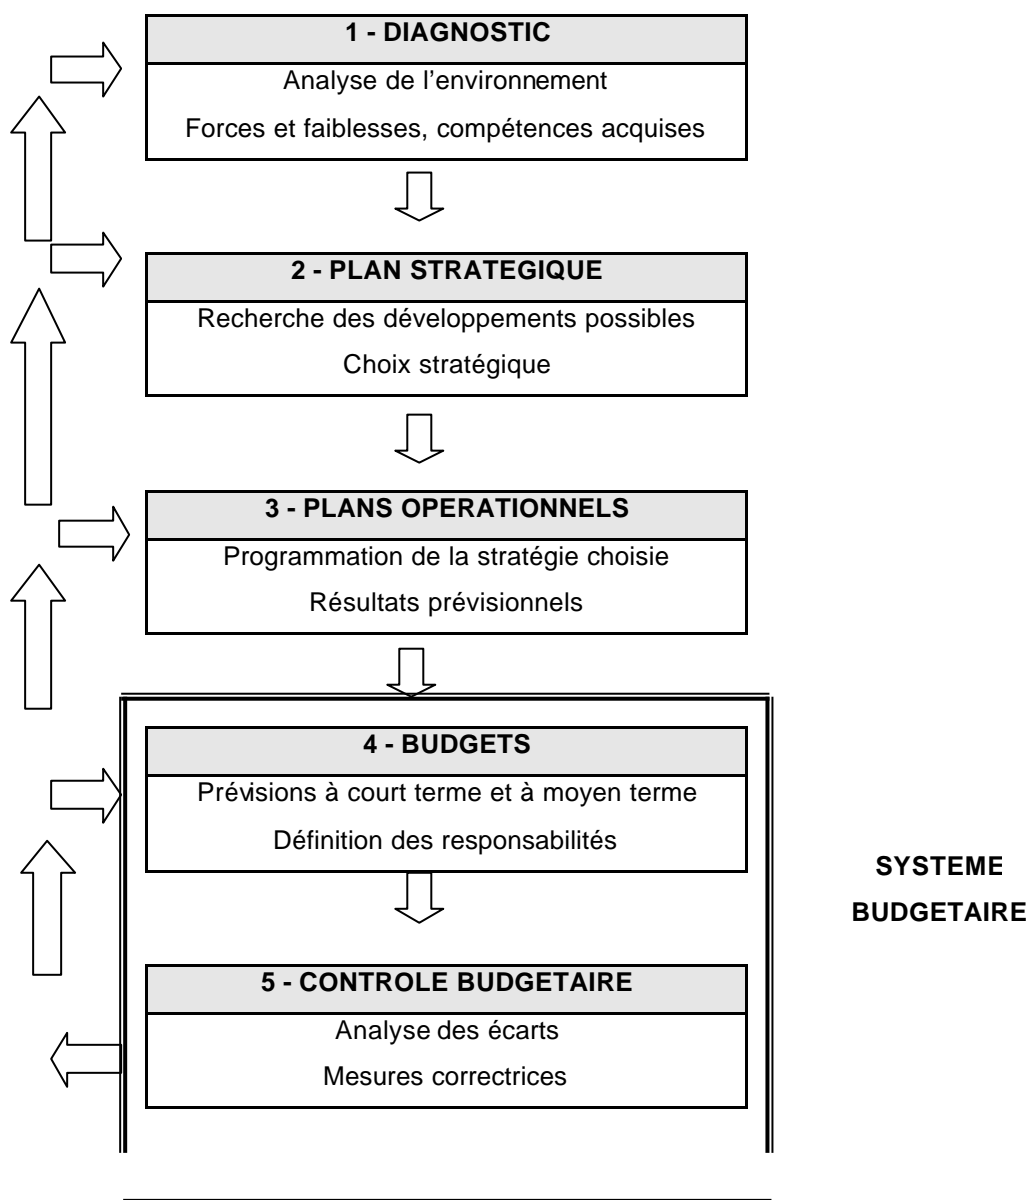 1 - DIAGNOSTIC
Analyse de l'environnement
Forces et faiblesses, compétences acquises
2 - PLAN STRATEGIQUE
Recherche des développements possibles
Choix stratégique
3 - PLANS OPERATIONNELS
Programmation de la stratégie choisie
Résultats prévisionnels
4 - BUDGETS
Prévisions à court terme et à moyen terme
Définition des responsabilités
SYSTEME
BUDGETAIRE
5 - CONTROLE BUDGETAIRE
Analyse des écarts
Mesures correctrices